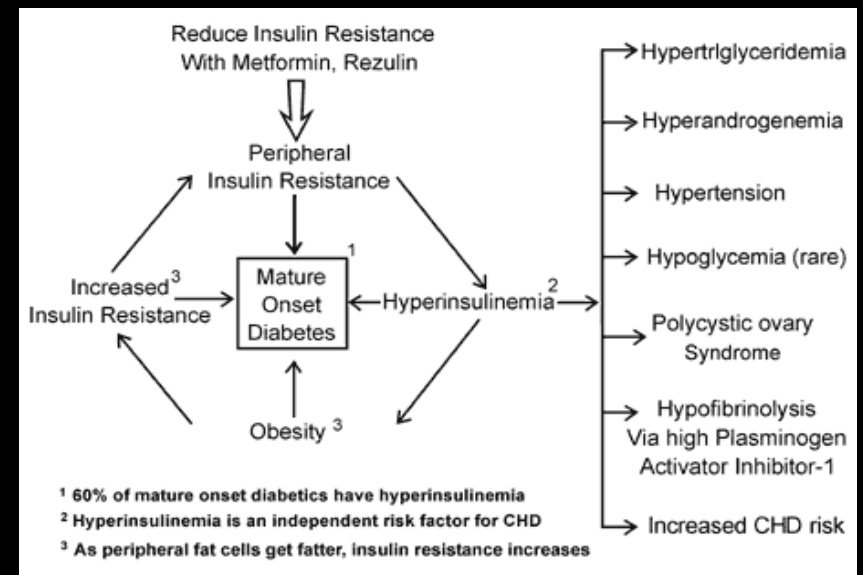 Reduce Insulin Resistance
With Metformin, Rezulin
Peripheral
Insulin Resistance
1
Mature
Onset
Diabetes
Increased 3
Insulin Resistance
Hyperinsulinemia 2
Obesity 3
Hypertrlglyceridemia
Hyperandrogenemia
Hypertension
Hypoglycemia (rare)
Polycystic ovary
Syndrome
Hypofibrinolysis
Via high Plasminogen
Activator Inhibitor-1
Increased CHD risk
1 60% of mature onset diabetics have hyperinsulinemia
2 Hyperinsulinemia is an independent risk factor for CHD
3 As peripheral fat cells get fatter, insulin resistance increases